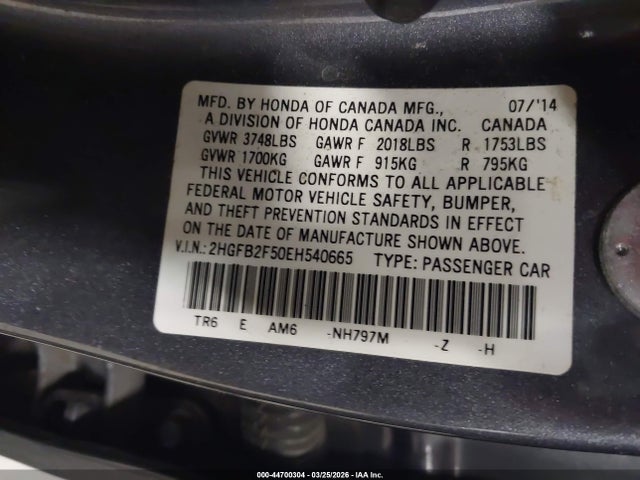 MFD. BY HONDA OF CANADA MFG., 07/'14
A DIVISION OF HONDA CANADA INC. CANADA
GVWR 3748LBS GAWR F 2018LBS R 1753LBS
GVWR 1700KG GAWR F 915KG R 795KG
THIS VEHICLE CONFORMS TO ALL APPLICABLE
FEDERAL MOTOR VEHICLE SAFETY, BUMPER,
AND THEFT PREVENTION STANDARDS IN EFFECT
ON THE DATE OF MANUFACTURE SHOWN ABOVE.
V.I.N.: 2HGFB2F50EH540665 TYPE: PASSENGER CAR
TR6 E AM6 -NH797M -Z -H
000-44700304 | 03/25/2026 | IAA Inc.